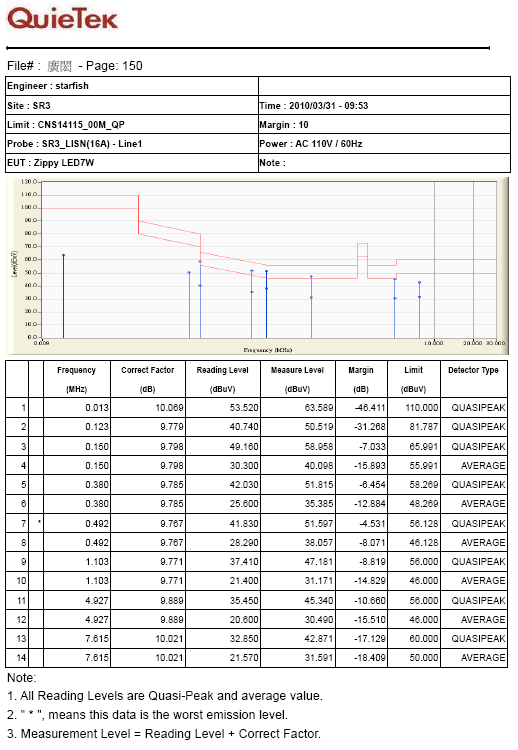 QuieTek
File# : 廣閎 - Page: 150
Engineer : starfish
Site : SR3 Time : 2010/03/31 - 09:53
Limit : CNS14115_00M_QP Margin : 10
Probe : SR3_LISN(16A) - Line1 Power : AC 110V / 60Hz
EUT : Zippy LED7W Note :
120.0
110.0
100.0
90.0
80.0
70.0
60.0
50.0
40.0
30.0
20.0
10.0
0.0
Level(dBuV)
0.009 10.000 20.000 30.000
Frequency (MHz)
Frequency Correct Factor Reading Level Measure Level Margin Limit Detector Type
(MHz) (dB) (dBuV) (dBuV) (dB) (dBuV)
1 0.013 10.069 53.520 63.589 -46.411 110.000 QUASIPEAK
2 0.123 9.779 40.740 50.519 -31.268 81.787 QUASIPEAK
3 0.150 9.798 49.160 58.958 -7.033 65.991 QUASIPEAK
4 0.150 9.798 30.300 40.098 -15.893 55.991 AVERAGE
5 0.380 9.785 42.030 51.815 -6.454 58.269 QUASIPEAK
6 0.380 9.785 25.600 35.385 -12.884 48.269 AVERAGE
7 * 0.492 9.767 41.830 51.597 -4.531 56.128 QUASIPEAK
8 0.492 9.767 28.290 38.057 -8.071 46.128 AVERAGE
9 1.103 9.771 37.410 47.181 -8.819 56.000 QUASIPEAK
10 1.103 9.771 21.400 31.171 -14.829 46.000 AVERAGE
11 4.927 9.889 35.450 45.340 -10.660 56.000 QUASIPEAK
12 4.927 9.889 20.600 30.490 -15.510 46.000 AVERAGE
13 7.615 10.021 32.850 42.871 -17.129 60.000 QUASIPEAK
14 7.615 10.021 21.570 31.591 -18.409 50.000 AVERAGE
Note:
1. All Reading Levels are Quasi-Peak and average value.
2. " * ", means this data is the worst emission level.
3. Measurement Level = Reading Level + Correct Factor.